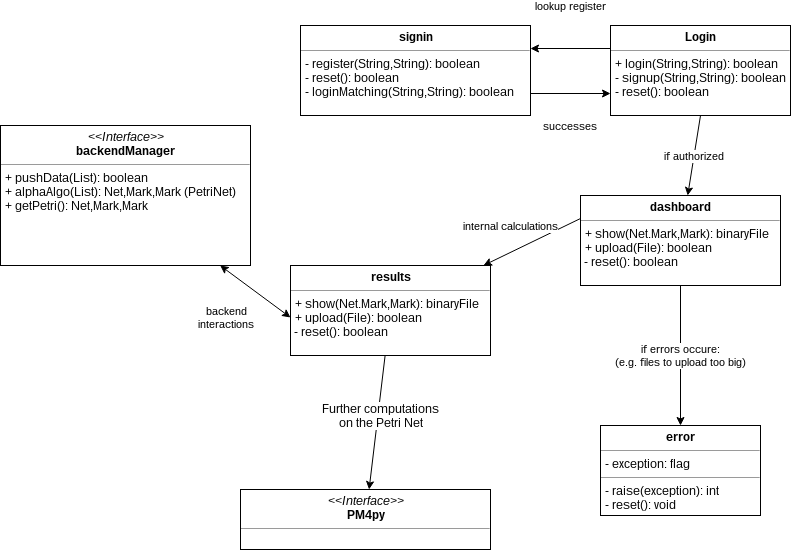 lookup register
signin
- register(String,String): boolean
- reset(): boolean
- loginMatching(String,String): boolean
Login
+ login(String,String): boolean
- signup(String,String): boolean
- reset(): boolean
successes
<<Interface>>
backendManager
+ pushData(List): boolean
+ alphaAlgo(List): Net,Mark,Mark (PetriNet)
+ getPetri(): Net,Mark,Mark
if authorized
dashboard
+ show(Net.Mark,Mark): binaryFile
+ upload(File): boolean
- reset(): boolean
internal calculations
results
+ show(Net.Mark,Mark): binaryFile
+ upload(File): boolean
- reset(): boolean
backend
interactions
if errors occure:
(e.g. files to upload too big)
Further computations
on the Petri Net
error
- exception: flag
- raise(exception): int
- reset(): void
<<Interface>>
PM4py